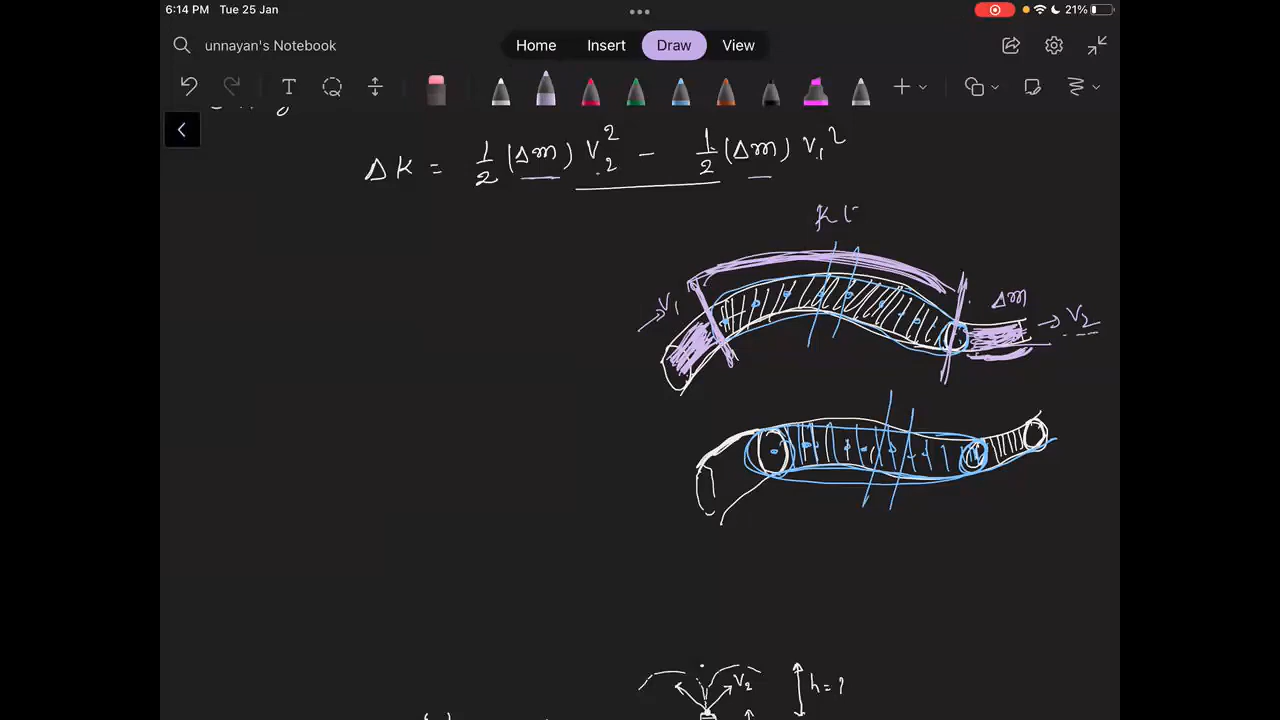 6:14 PM Tue 25 Jan
21%
unnayan's Notebook
Home Insert Draw View
ΔK = 1/2 (Δm) V₂² - 1/2 (Δm) V₁²
K
→V₁
Δm
→ V₂
V₂
h = ?